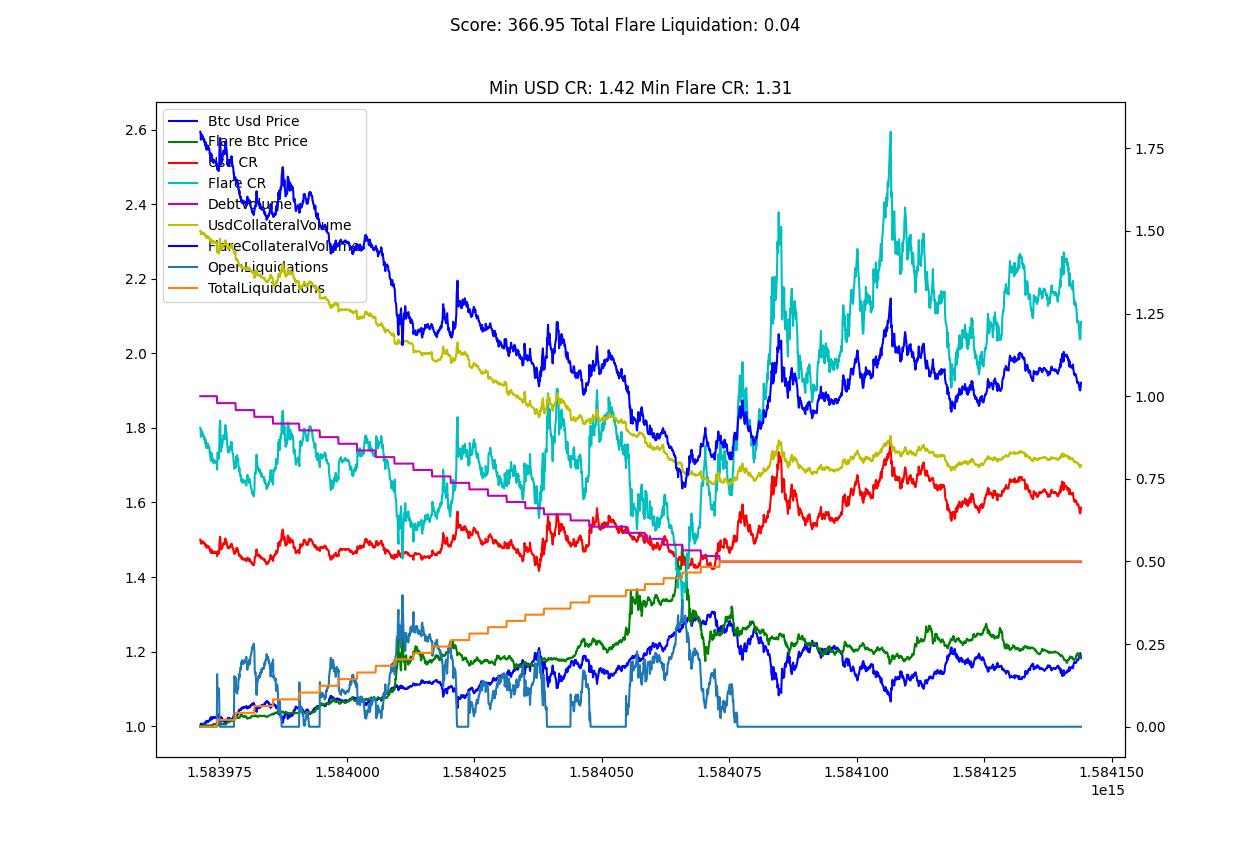 Score: 366.95 Total Flare Liquidation: 0.04
Min USD CR: 1.42 Min Flare CR: 1.31
Btc Usd Price
Flare Btc Price
Usd CR
Flare CR
DebtVolume
UsdCollateralVolume
FlareCollateralVolume
OpenLiquidations
TotalLiquidations
2.6
2.4
2.2
2.0
1.8
1.6
1.4
1.2
1.0
1.75
1.50
1.25
1.00
0.75
0.50
0.25
0.00
1.583975 1.584000 1.584025 1.584050 1.584075 1.584100 1.584125 1.584150
1e15